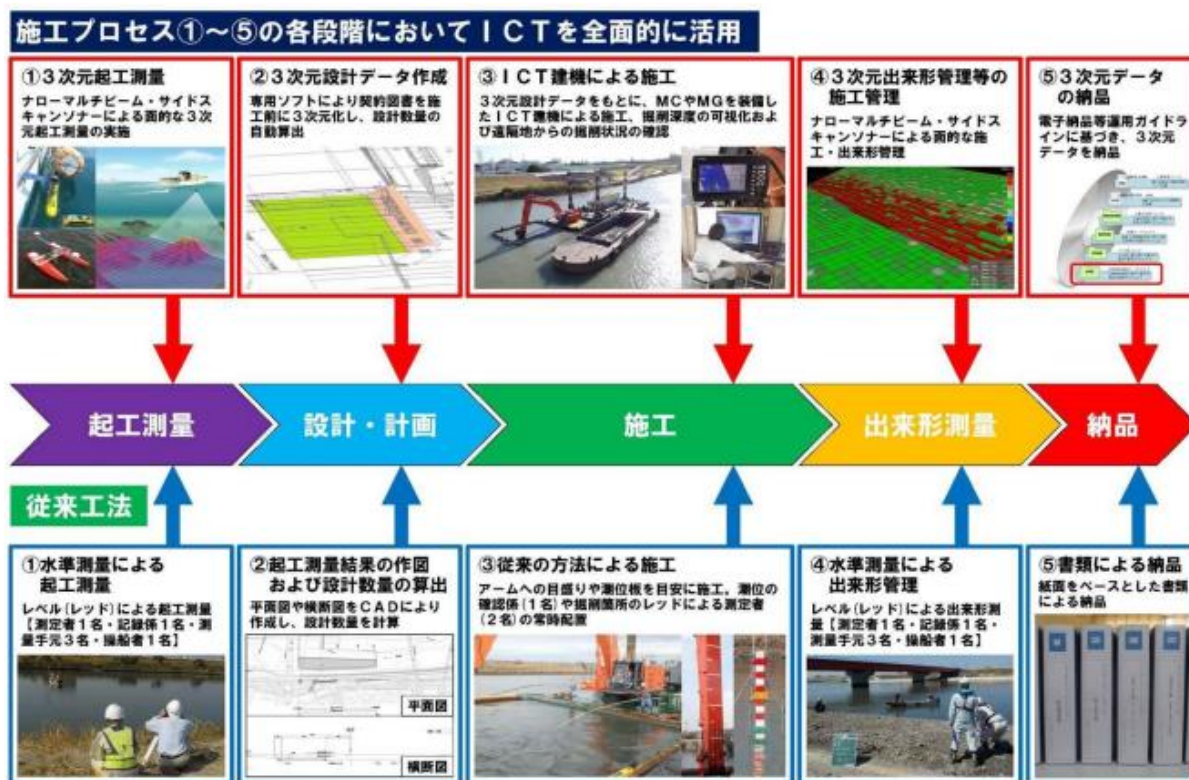 施工プロセス①～⑤の各段階においてＩＣＴを全面的に活用
①３次元起工測量
ナローマルチビーム・サイドス
キャンソナーによる面的な３次
元起工測量の実施
②３次元設計データ作成
専用ソフトにより契約図書を施
工前に３次元化し、設計数量の
自動算出
③ＩＣＴ建機による施工
３次元設計データをもとに、ＭＣやＭＧを装備し
たＩＣＴ建機による施工、掘削深度の可視化およ
び遠隔地からの掘削状況の確認
④３次元出来形管理等の
施工管理
ナローマルチビーム・サイドス
キャンソナーによる面的な施
工・出来形管理
⑤３次元データ
の納品
電子納品等運用ガイドラ
インに基づき、３次元
データを納品
起工測量
設計・計画
施工
出来形測量
納品
従来工法
①水準測量による
起工測量
レベル(レッド)による起工測量
【測定者１名・記録係１名・測
量手元３名・操船者１名】
②起工測量結果の作図
および設計数量の算出
平面図や横断図をＣＡＤにより
作成し、設計数量を計算
平面図
横断図
③従来の方法による施工
アームへの目盛りや潮位板を目安に施工。潮位の
確認係(１名)や掘削箇所のレッドによる測定者
(２名)の常時配置
④水準測量による
出来形管理
レベル(レッド)による出来形測
量【測定者１名・記録係１名・
測量手元３名・操船者１名】
⑤書類による納品
紙面をベースとした書類
による納品